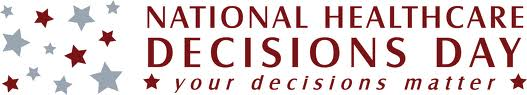 NATIONAL HEALTHCARE
DECISIONS DAY
your decisions matter